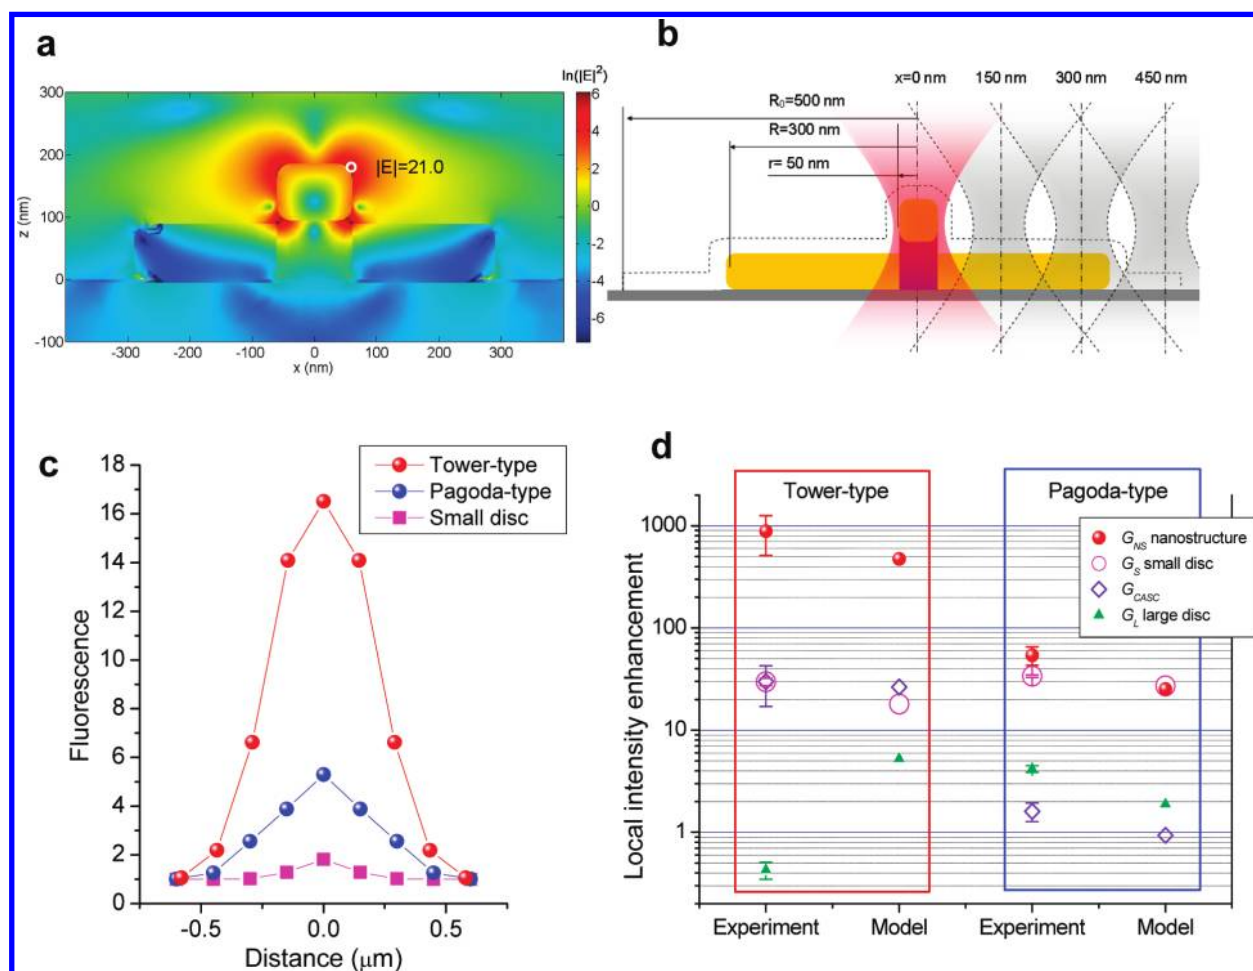 a
ln(|E|²)
300
200
100
0
-100
z (nm)
-300
-200
-100
0
100
200
300
x (nm)
|E|=21.0
6
4
2
0
-2
-4
-6
b
x=0 nm
150 nm
300 nm
450 nm
R₀=500 nm
R=300 nm
r= 50 nm
c
18
16
14
12
10
8
6
4
2
0
Fluorescence
Tower-type
Pagoda-type
Small disc
-0.5
0.0
0.5
Distance (μm)
d
Tower-type
Pagoda-type
1000
100
10
1
Local intensity enhancement
G_NS nanostructure
G_S small disc
G_CASC
G_L large disc
Experiment
Model
Experiment
Model